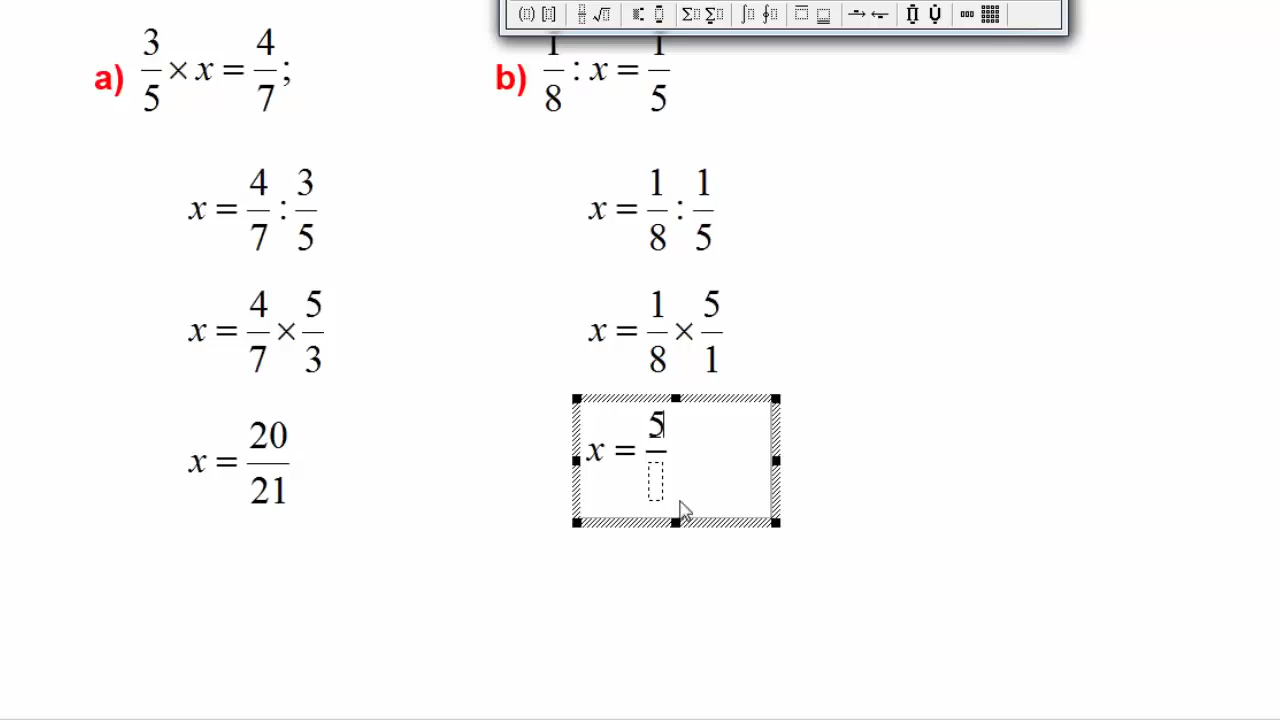 a) 3/5 × x = 4/7;
x = 4/7 : 3/5
x = 4/7 × 5/3
x = 20/21
b) 1/8 : x = 1/5
x = 1/8 : 1/5
x = 1/8 × 5/1
x = 5/